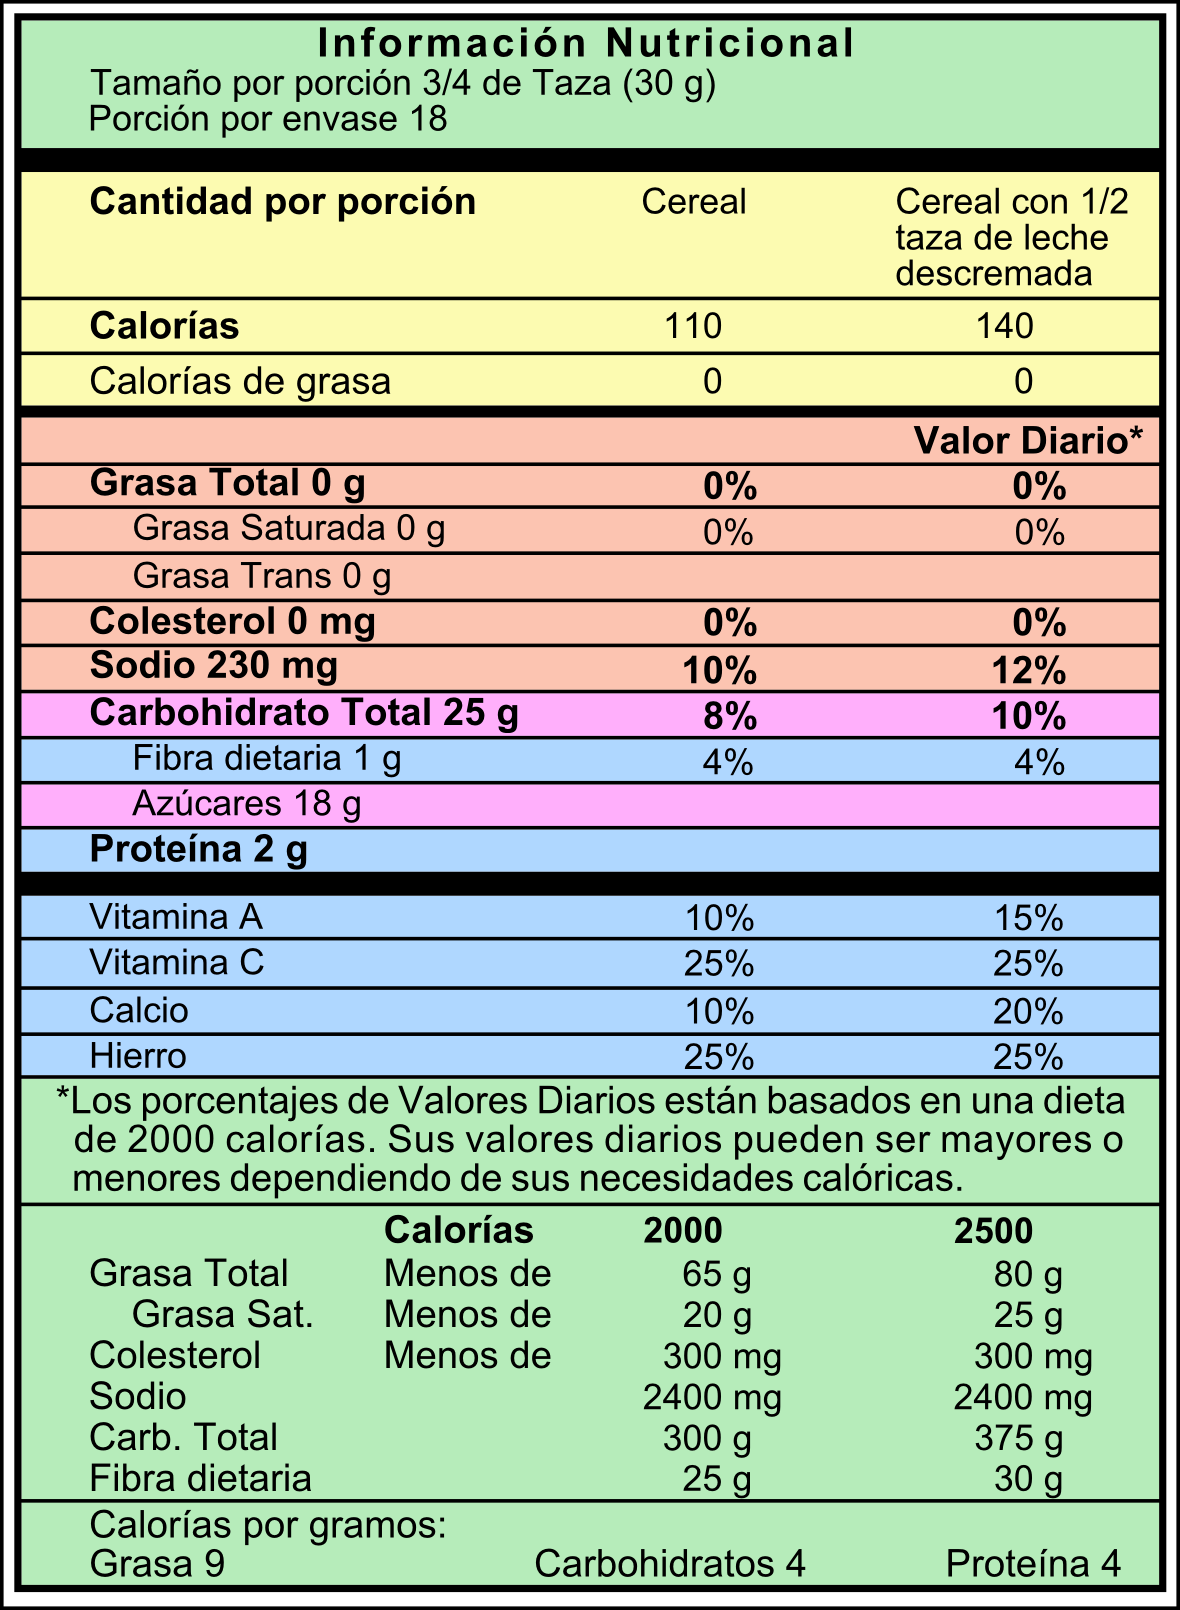 Información Nutricional
Tamaño por porción 3/4 de Taza (30 g)
Porción por envase 18
Cantidad por porción Cereal Cereal con 1/2
taza de leche
descremada
Calorías 110 140
Calorías de grasa 0 0
Valor Diario*
Grasa Total 0 g 0% 0%
Grasa Saturada 0 g 0% 0%
Grasa Trans 0 g
Colesterol 0 mg 0% 0%
Sodio 230 mg 10% 12%
Carbohidrato Total 25 g 8% 10%
Fibra dietaria 1 g 4% 4%
Azúcares 18 g
Proteína 2 g
Vitamina A 10% 15%
Vitamina C 25% 25%
Calcio 10% 20%
Hierro 25% 25%
*Los porcentajes de Valores Diarios están basados en una dieta
de 2000 calorías. Sus valores diarios pueden ser mayores o
menores dependiendo de sus necesidades calóricas.
Calorías 2000 2500
Grasa Total Menos de 65 g 80 g
Grasa Sat. Menos de 20 g 25 g
Colesterol Menos de 300 mg 300 mg
Sodio 2400 mg 2400 mg
Carb. Total 300 g 375 g
Fibra dietaria 25 g 30 g
Calorías por gramos:
Grasa 9 Carbohidratos 4 Proteína 4